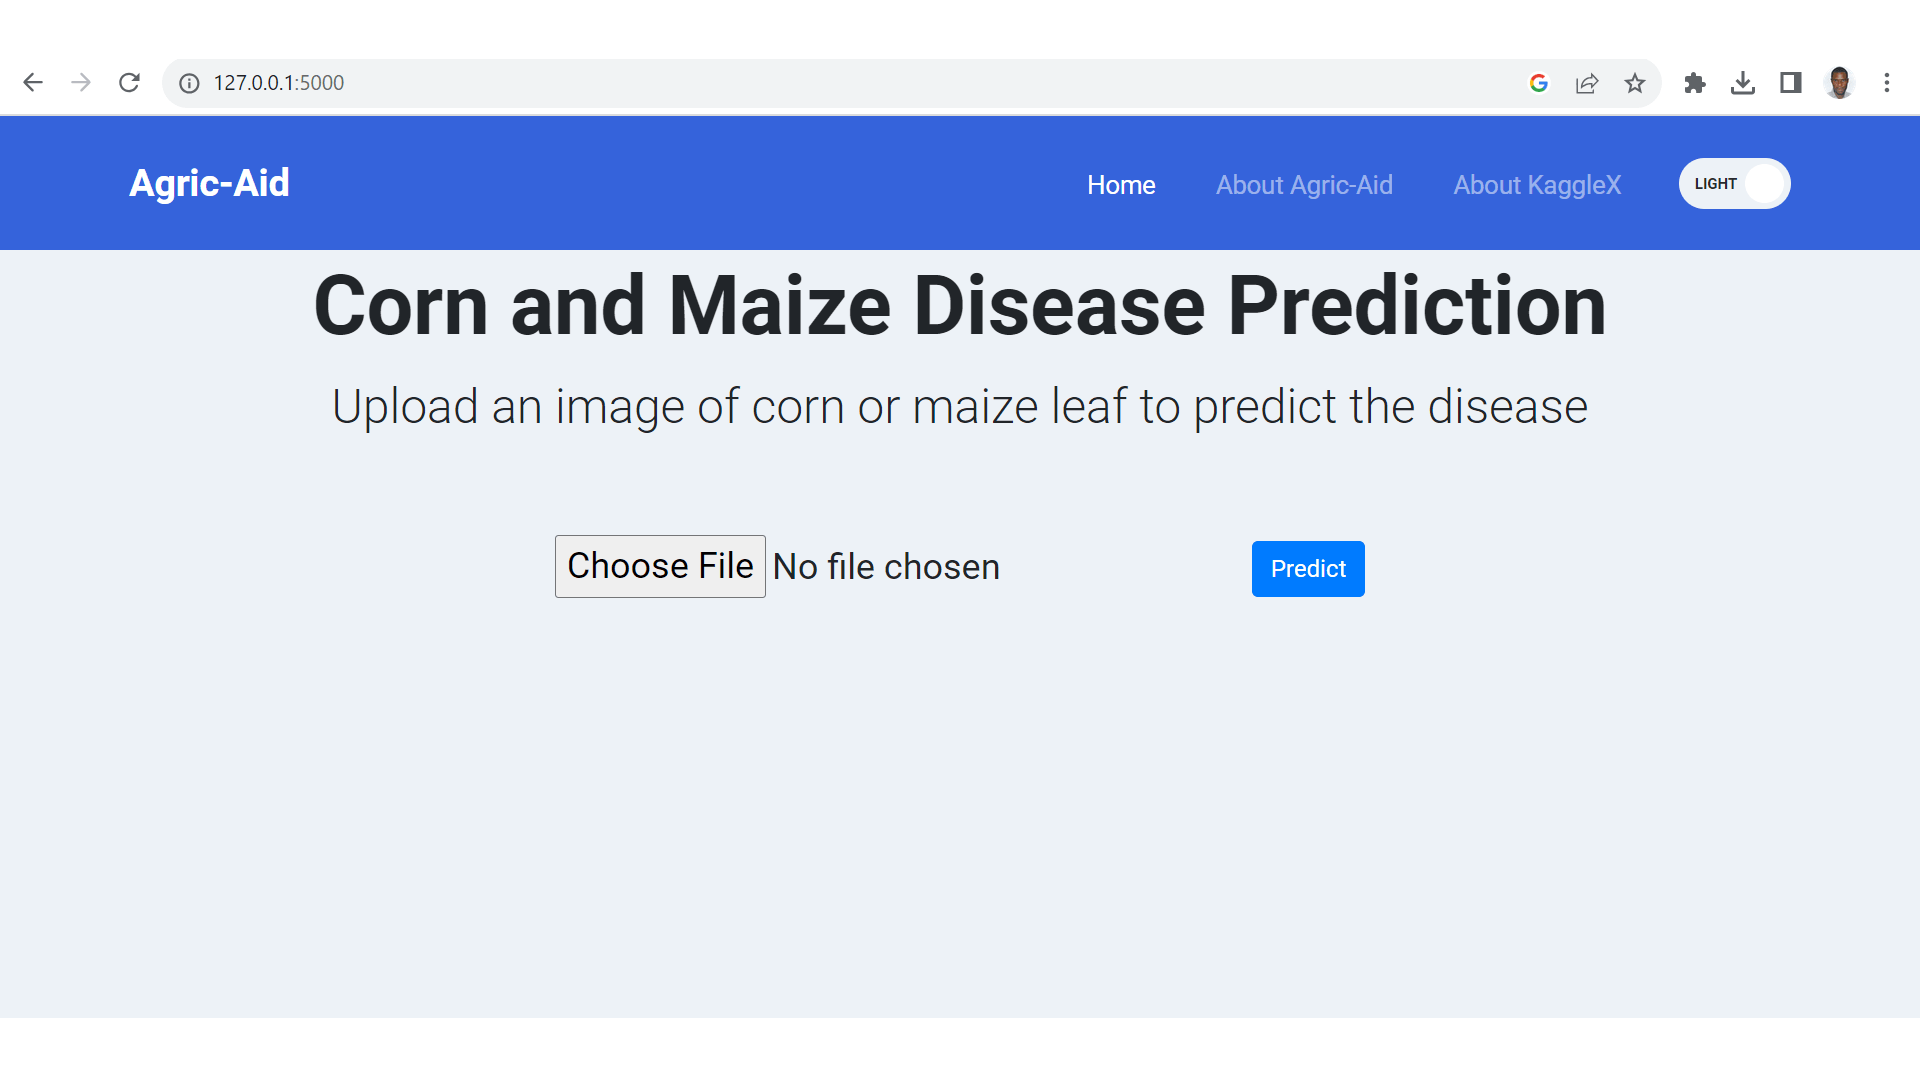 127.0.0.1:5000
Agric-Aid
Home About Agric-Aid About KaggleX LIGHT
Corn and Maize Disease Prediction
Upload an image of corn or maize leaf to predict the disease
Choose File No file chosen Predict